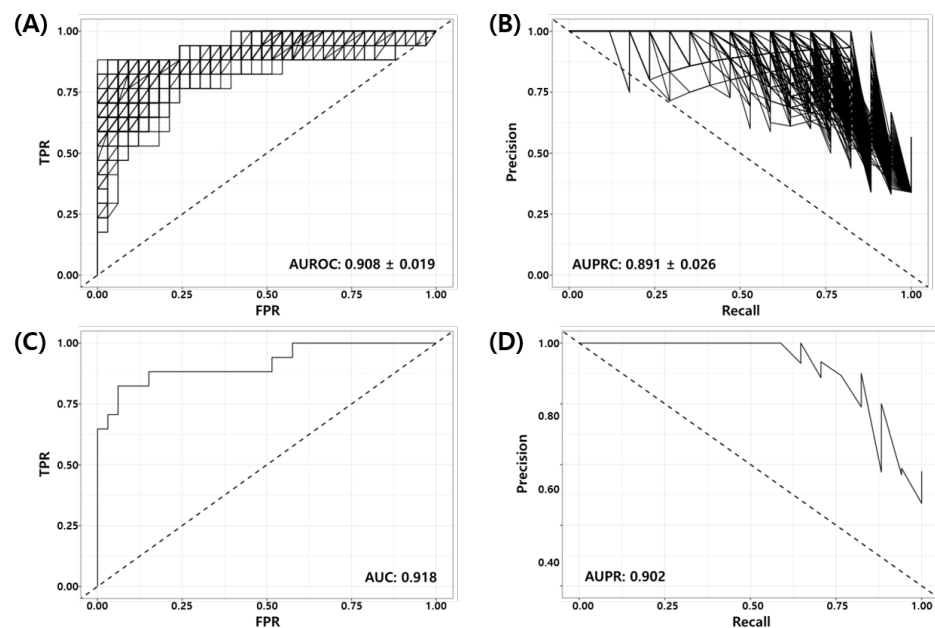 (A)
1.00
0.75
0.50
0.25
0.00
TPR
AUROC: 0.908 ± 0.019
0.00 0.25 0.50 0.75 1.00
FPR
(B)
1.00
0.75
0.50
0.25
0.00
Precision
AUPRC: 0.891 ± 0.026
0.00 0.25 0.50 0.75 1.00
Recall
(C)
1.00
0.75
0.50
0.25
0.00
TPR
AUC: 0.918
0.00 0.25 0.50 0.75 1.00
FPR
(D)
1.00
0.80
0.60
0.40
Precision
AUPR: 0.902
0.00 0.25 0.50 0.75 1.00
Recall